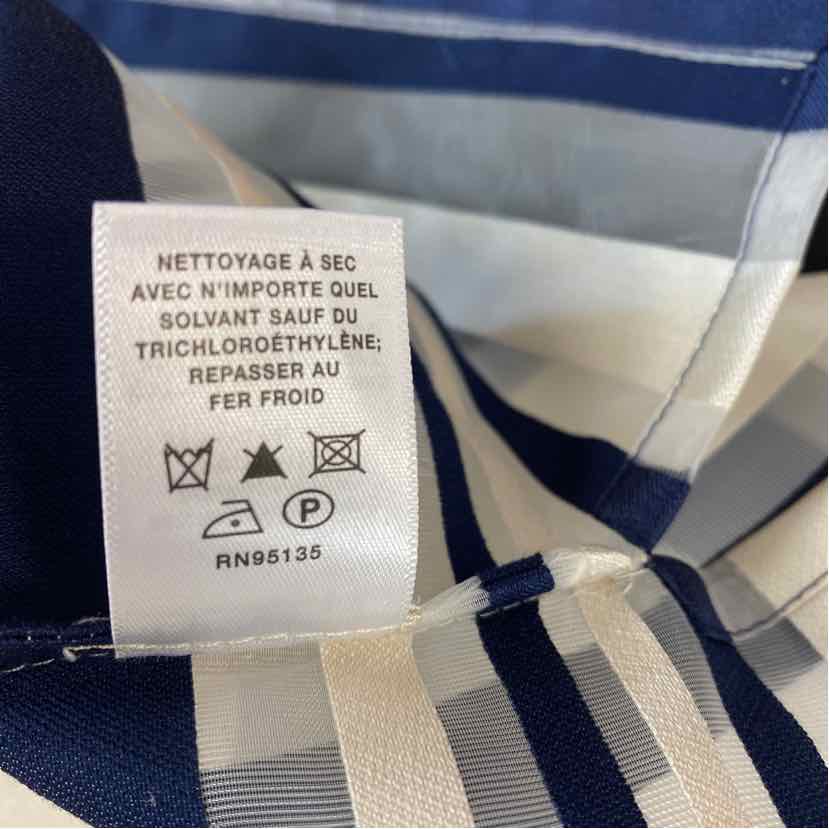 NETTOYAGE À SEC
AVEC N'IMPORTE QUEL
SOLVANT SAUF DU
TRICHLOROÉTHYLÈNE;
REPASSER AU
FER FROID
P
RN95135